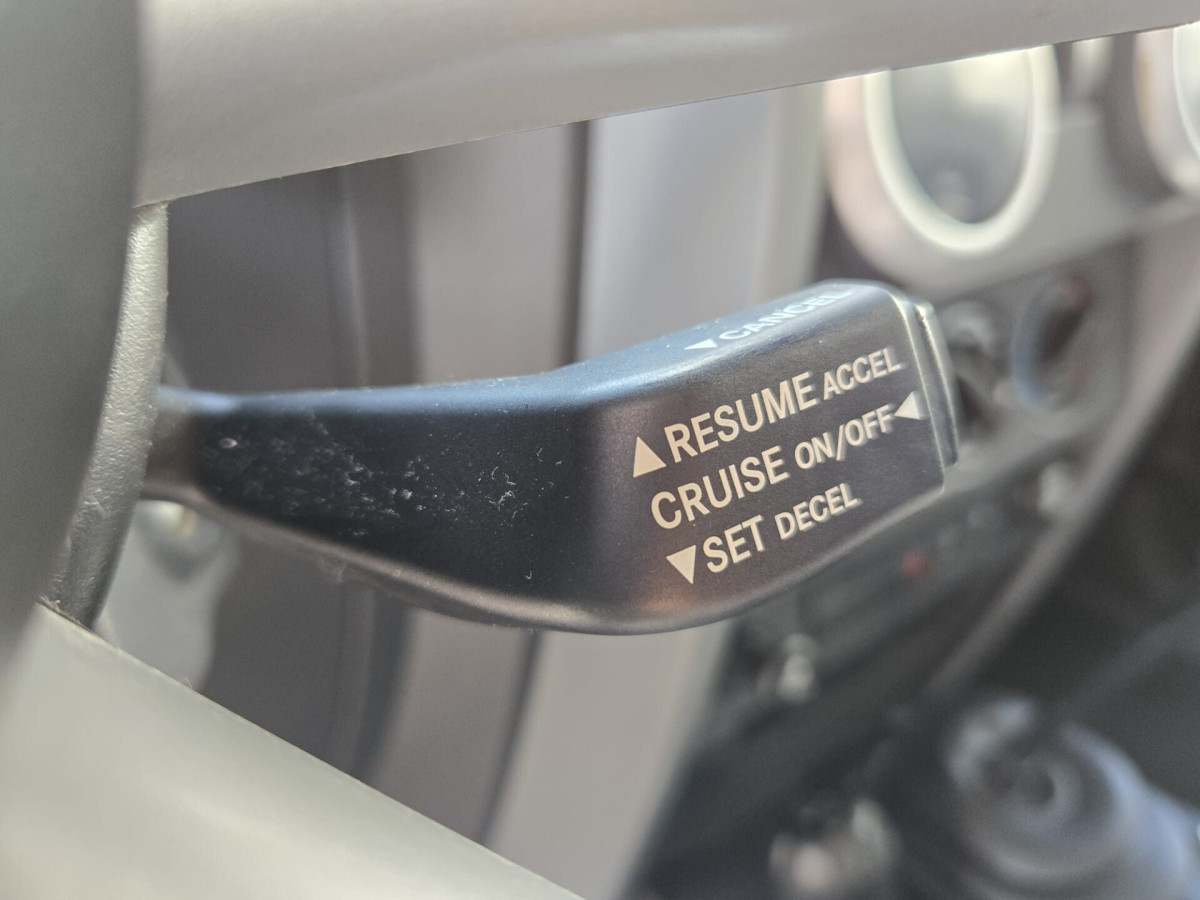 ▼CANCEL
▲RESUME ACCEL
CRUISE ON/OFF◀
▼SET DECEL